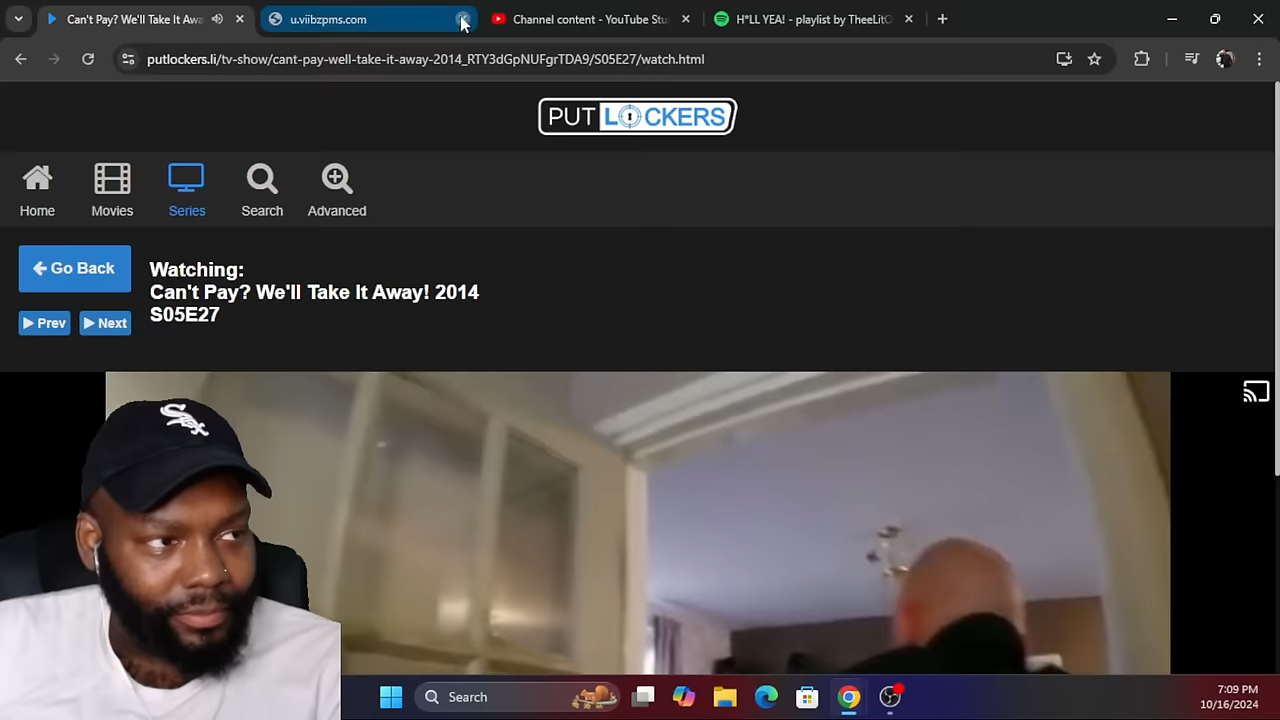 Can't Pay? We'll Take It Awa
u.viibzpms.com
Channel content - YouTube Stu
H*LL YEA! - playlist by TheeLitO
putlockers.li/tv-show/cant-pay-well-take-it-away-2014_RTY3dGpNUFgrTDA9/S05E27/watch.html
PUT LOCKERS
Home
Movies
Series
Search
Advanced
Go Back
Watching:
Can't Pay? We'll Take It Away! 2014
S05E27
Prev
Next
Sox
Search
7:09 PM
10/16/2024